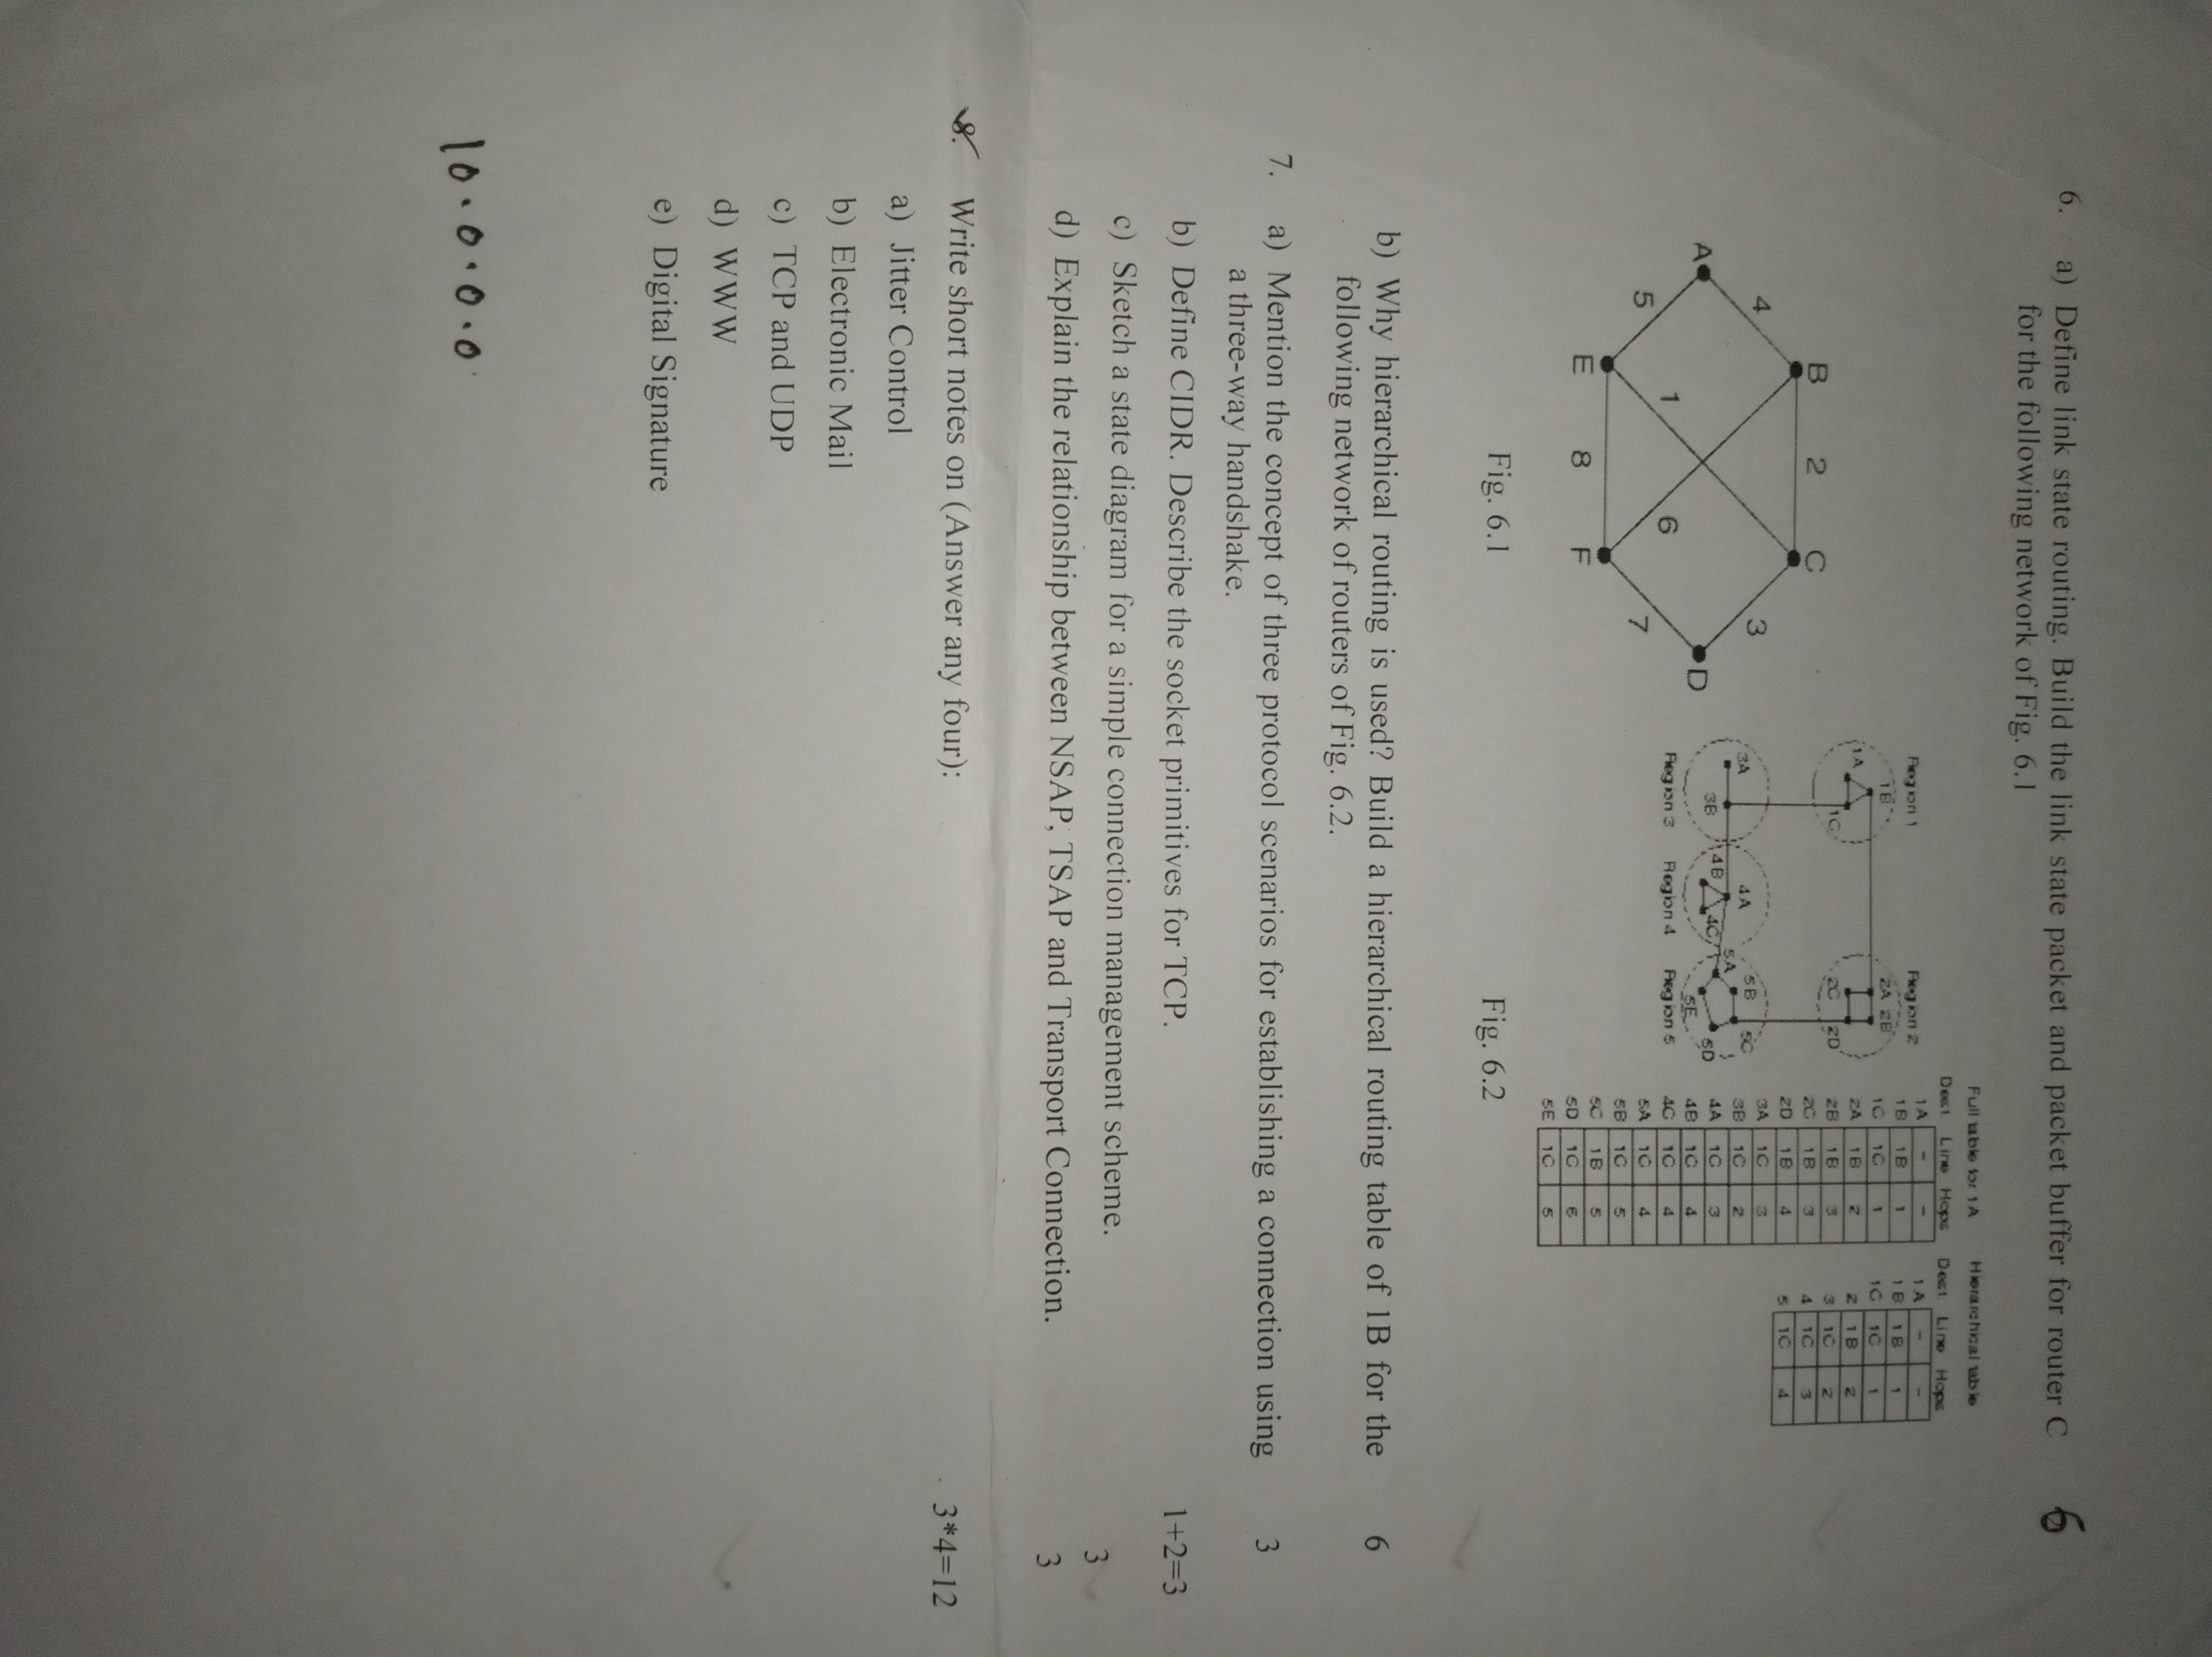 6. a) Define link state routing. Build the link state packet and packet buffer for router C 6
for the following network of Fig. 6.1
B 2 C
4 3
A D
1 6
5 7
E 8 F
Fig. 6.1
Region 1 Region 2
1B 2A 2B
1A
1C 2C 2D
3A 4A 5B 5C
5A
3B 4B 4C 5D
5E
Region 3 Region 4 Region 5
Full table for 1A
Dest. Line Hops
1A – –
1B 1B 1
1C 1C 1
2A 1B 2
2B 1B 3
2C 1B 3
2D 1B 4
3A 1C 3
3B 1C 2
4A 1C 3
4B 1C 4
4C 1C 4
5A 1C 4
5B 1C 5
5C 1B 5
5D 1C 6
5E 1C 5
Hierarchical table
Dest. Line Hops
1A – –
1B 1B 1
1C 1C 1
2 1B 2
3 1C 2
4 1C 3
5 1C 4
Fig. 6.2
b) Why hierarchical routing is used? Build a hierarchical routing table of 1B for the 6
following network of routers of Fig. 6.2.
7. a) Mention the concept of three protocol scenarios for establishing a connection using 3
a three-way handshake.
b) Define CIDR. Describe the socket primitives for TCP. 1+2=3
c) Sketch a state diagram for a simple connection management scheme. 3
d) Explain the relationship between NSAP, TSAP and Transport Connection. 3
8. Write short notes on (Answer any four): 3*4=12
a) Jitter Control
b) Electronic Mail
c) TCP and UDP
d) WWW
e) Digital Signature
10.0.0.0